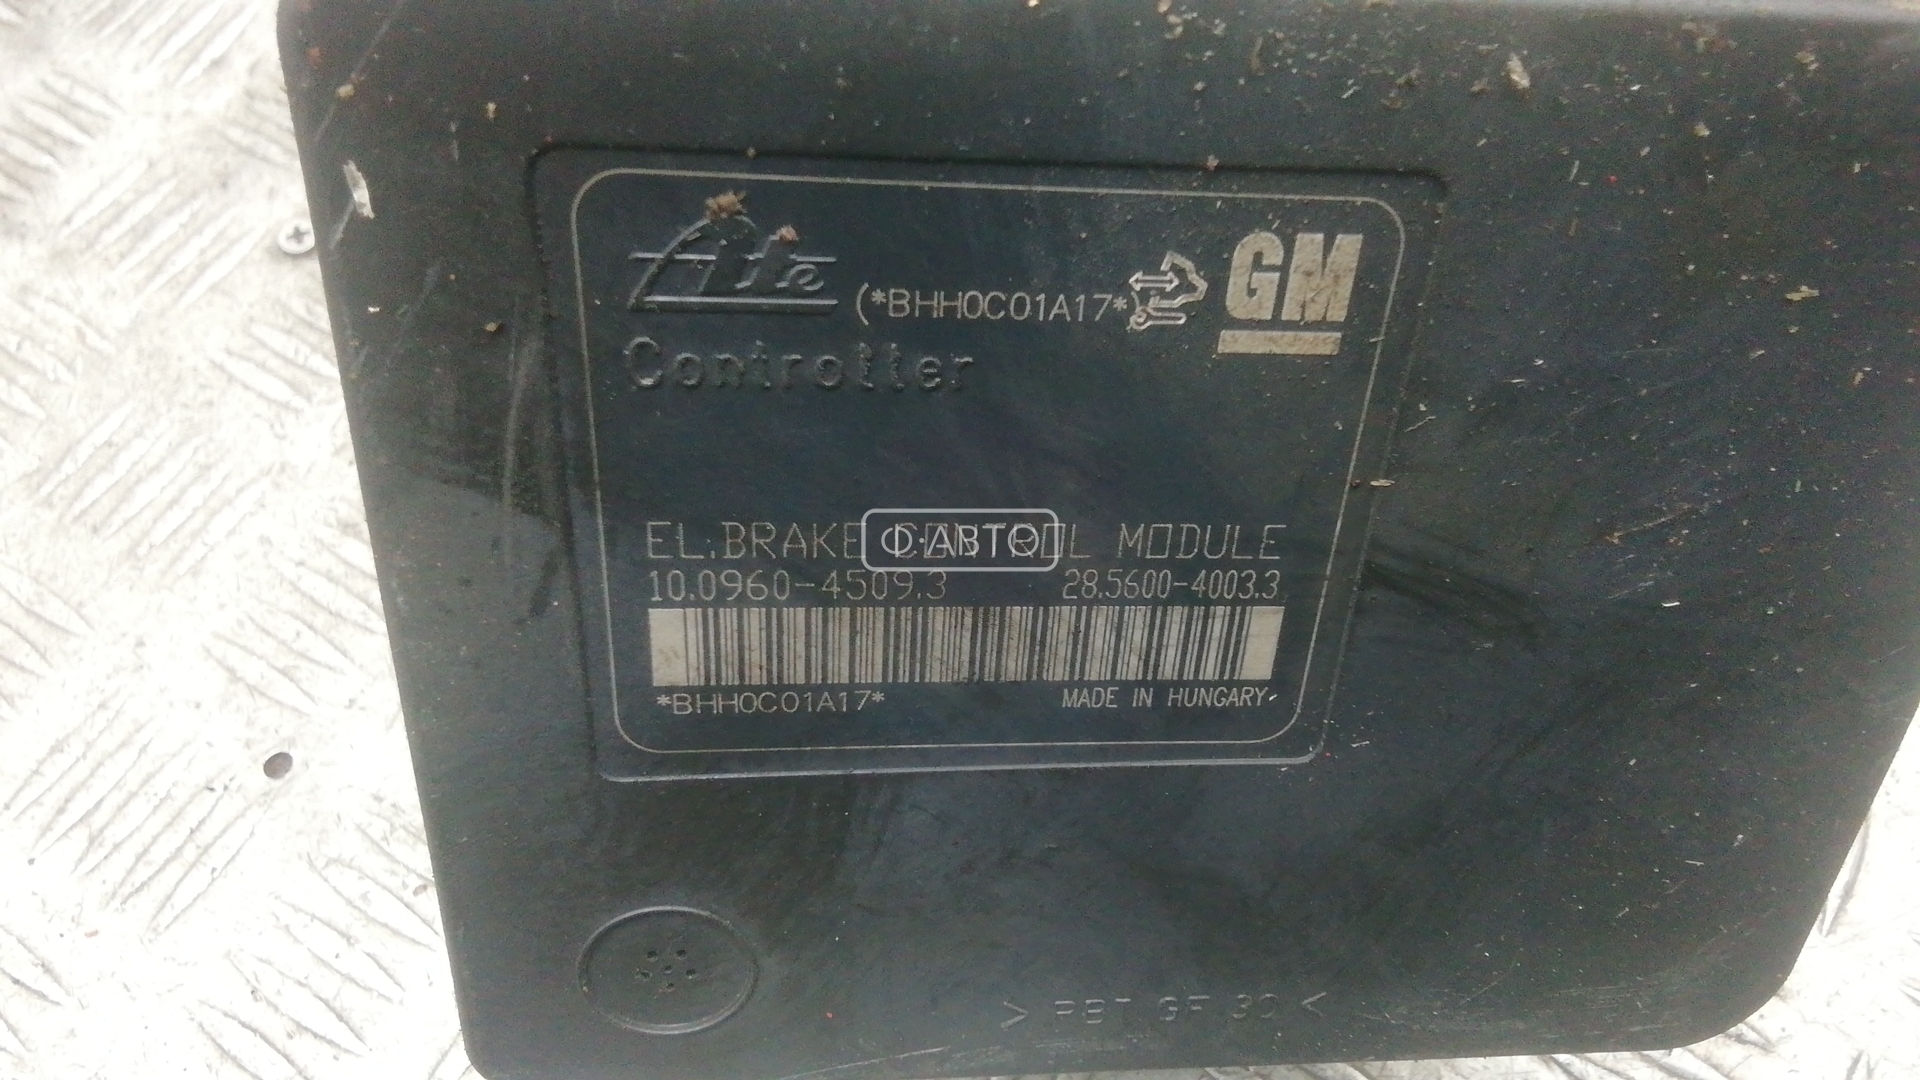 Ate (*BHH0C01A17*) GM
Controller
EL.BRAKE CONTROL MODULE
Ф·АВТО
10.0960-4509.3 28.5600-4003.3
*BHH0C01A17* MADE IN HUNGARY
> PBT GF 30 <